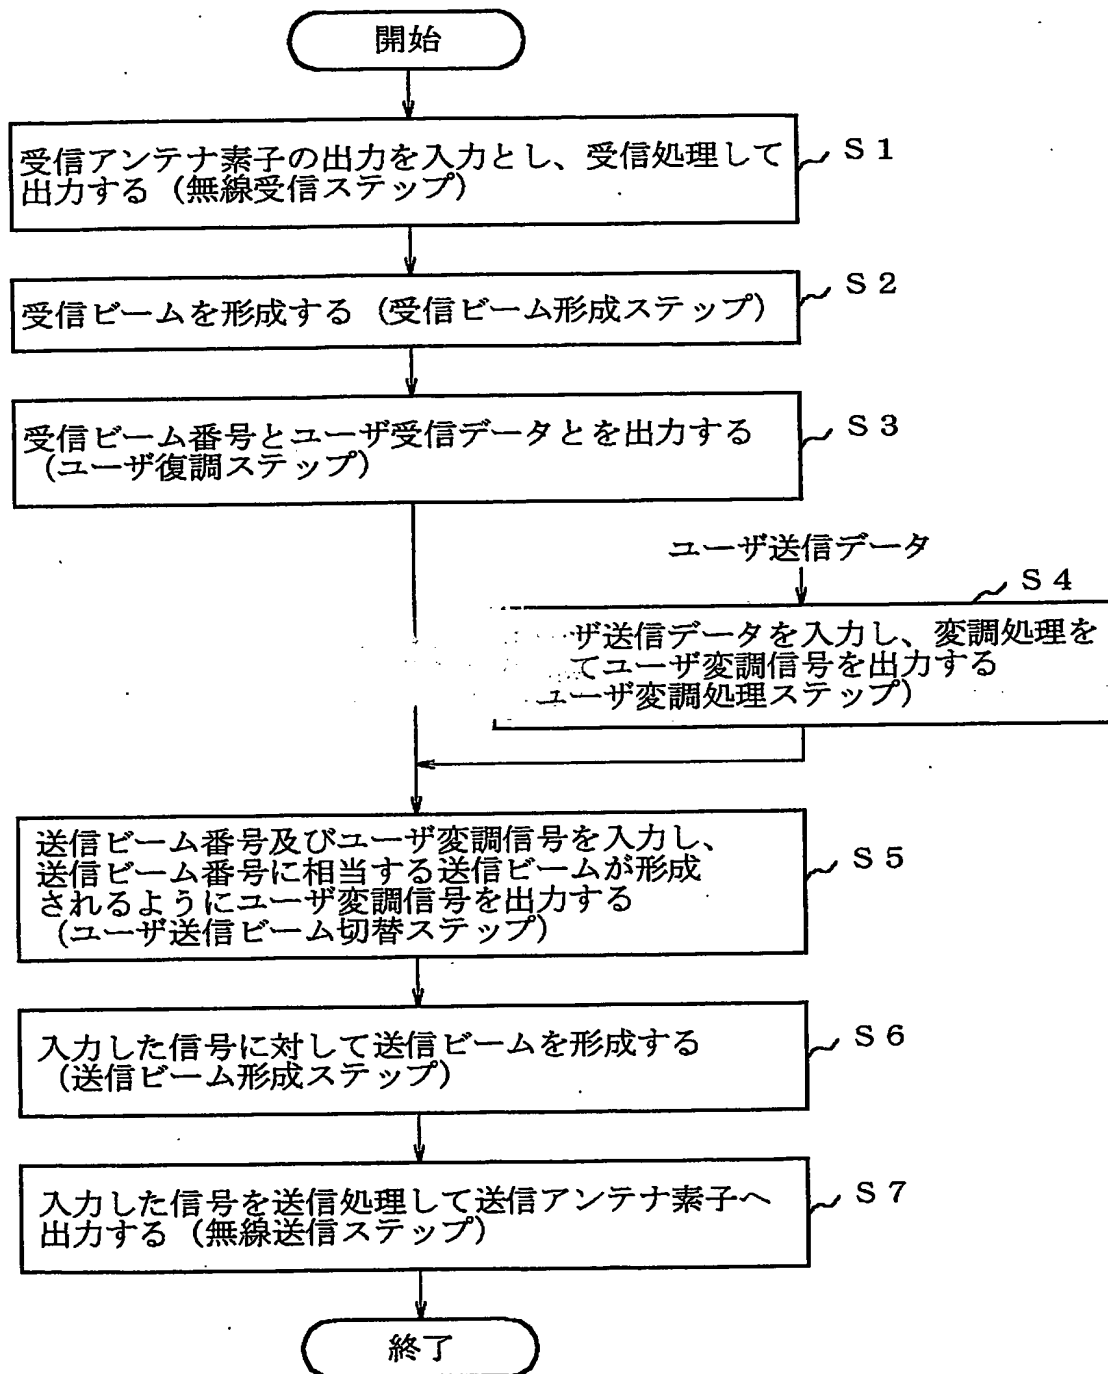 開始
受信アンテナ素子の出力を入力とし、受信処理して
出力する (無線受信ステップ)
S1
受信ビームを形成する (受信ビーム形成ステップ)
S2
受信ビーム番号とユーザ受信データとを出力する
(ユーザ復調ステップ)
S3
ユーザ送信データ
S4
ザ送信データを入力し、変調処理を
てユーザ変調信号を出力する
ユーザ変調処理ステップ)
送信ビーム番号及びユーザ変調信号を入力し、
送信ビーム番号に相当する送信ビームが形成
されるようにユーザ変調信号を出力する
(ユーザ送信ビーム切替ステップ)
S5
入力した信号に対して送信ビームを形成する
(送信ビーム形成ステップ)
S6
入力した信号を送信処理して送信アンテナ素子へ
出力する (無線送信ステップ)
S7
終了